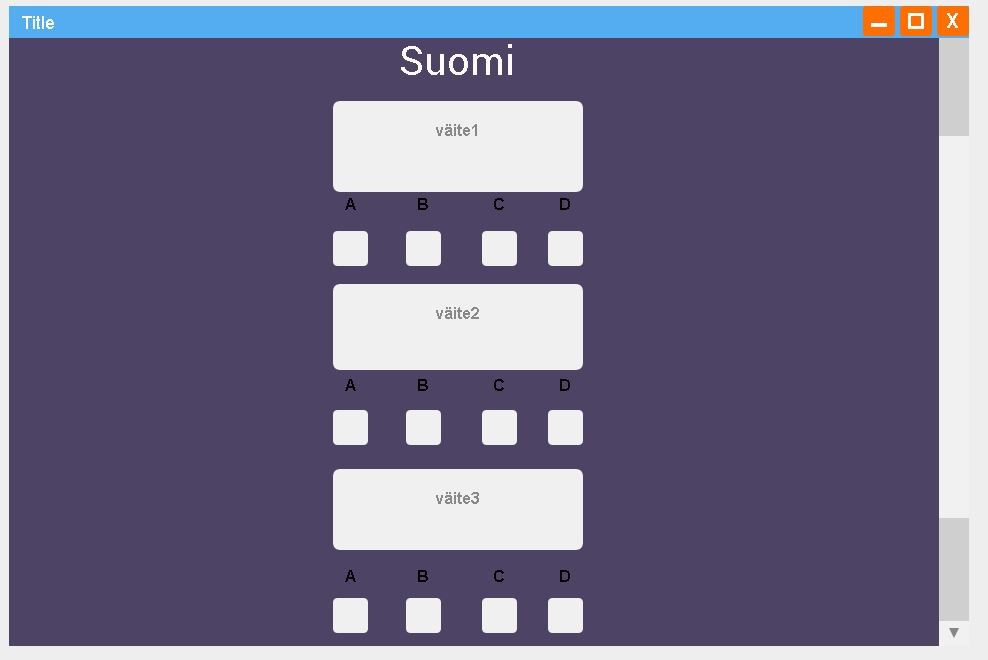 Title X
Suomi
väite1
A B C D
väite2
A B C D
väite3
A B C D